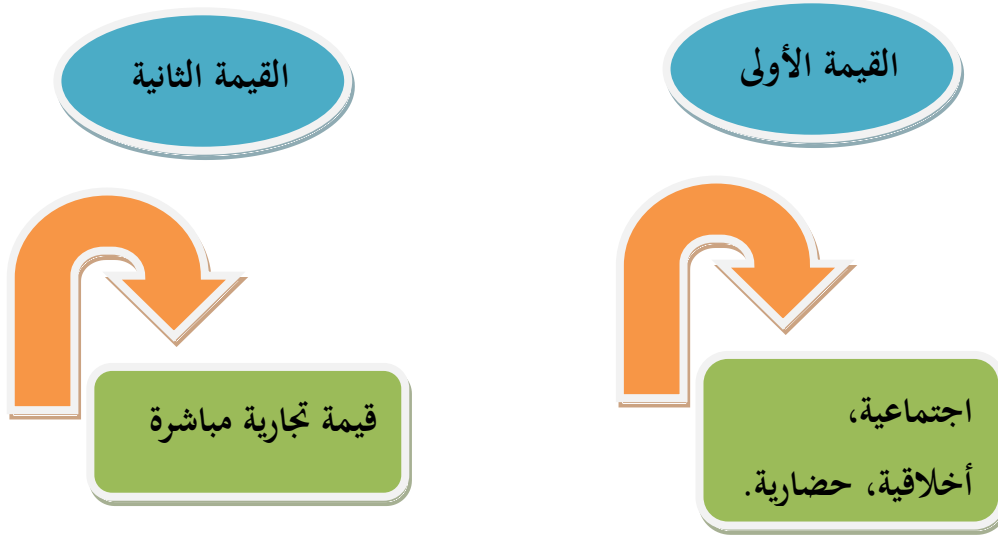 القيمة الأولى
القيمة الثانية
اجتماعية،
أخلاقية، حضارية.
قيمة تجارية مباشرة